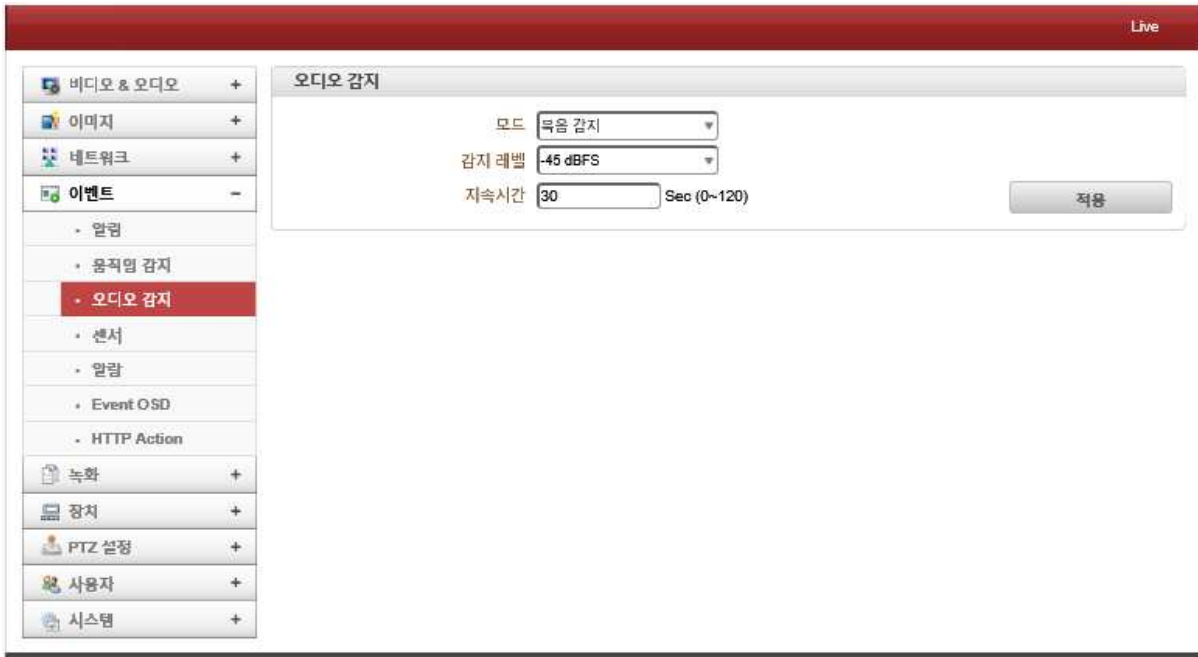 Live
비디오 & 오디오 +
이미지 +
네트워크 +
이벤트 -
· 알림
· 움직임 감지
· 오디오 감지
· 센서
· 알람
· Event OSD
· HTTP Action
녹화 +
장치 +
PTZ 설정 +
사용자 +
시스템 +
오디오 감지
모드 묵음 감지
감지 레벨 -45 dBFS
지속시간 30 Sec (0~120)
적용